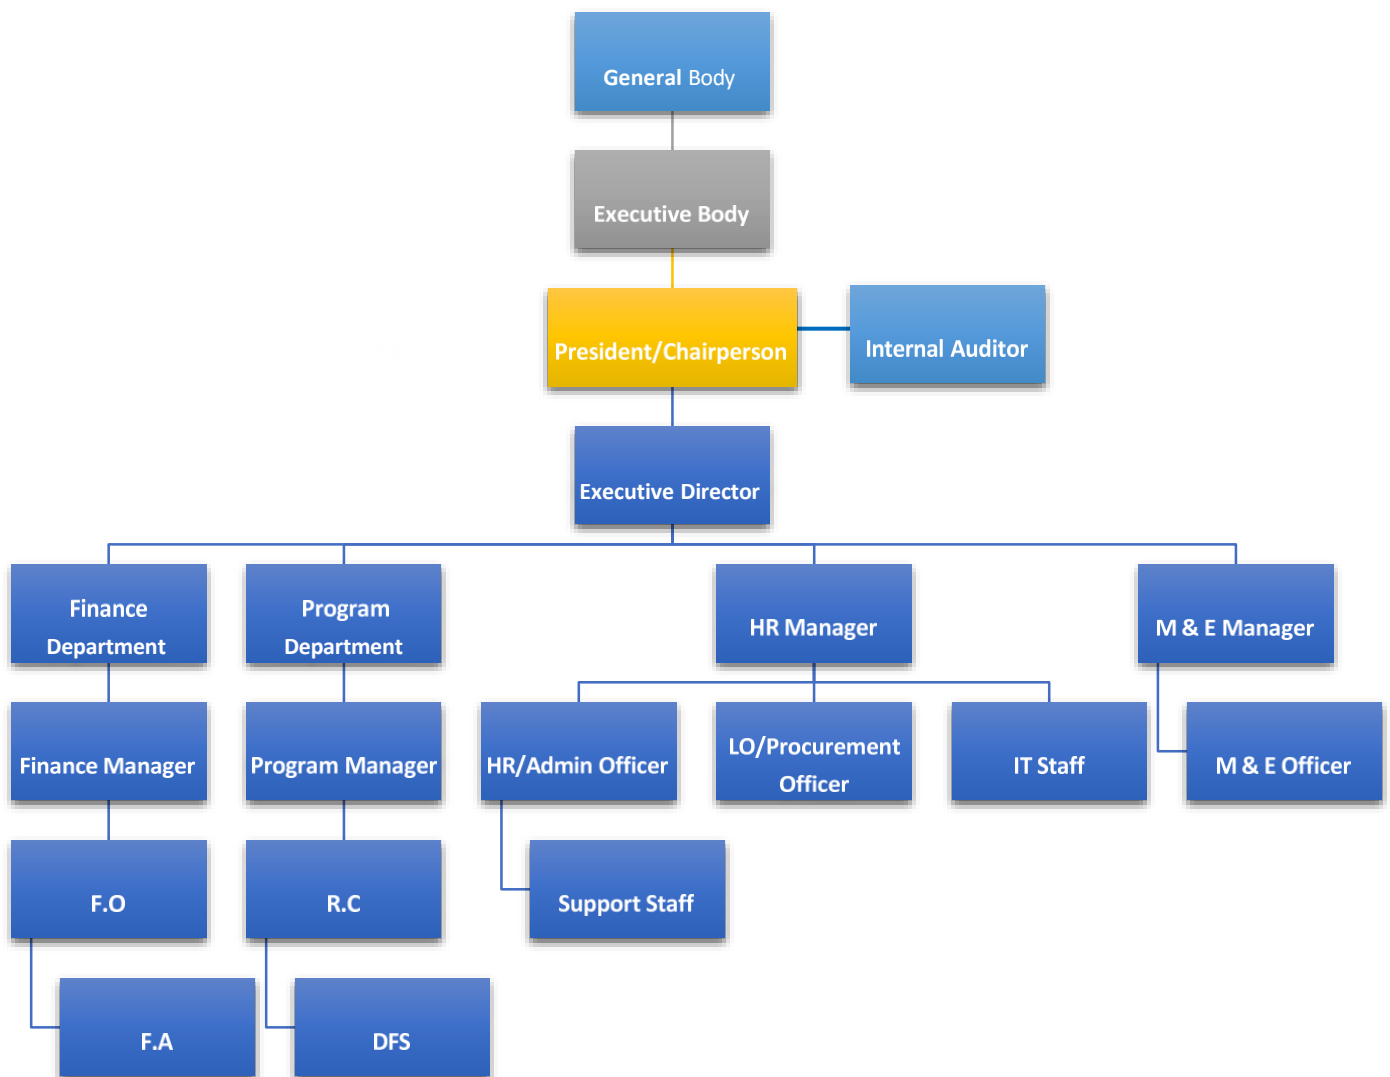 General Body
Executive Body
President/Chairperson
Internal Auditor
Executive Director
Finance
Department
Program
Department
HR Manager
M & E Manager
Finance Manager
Program Manager
HR/Admin Officer
LO/Procurement
Officer
IT Staff
M & E Officer
F.O
R.C
Support Staff
F.A
DFS